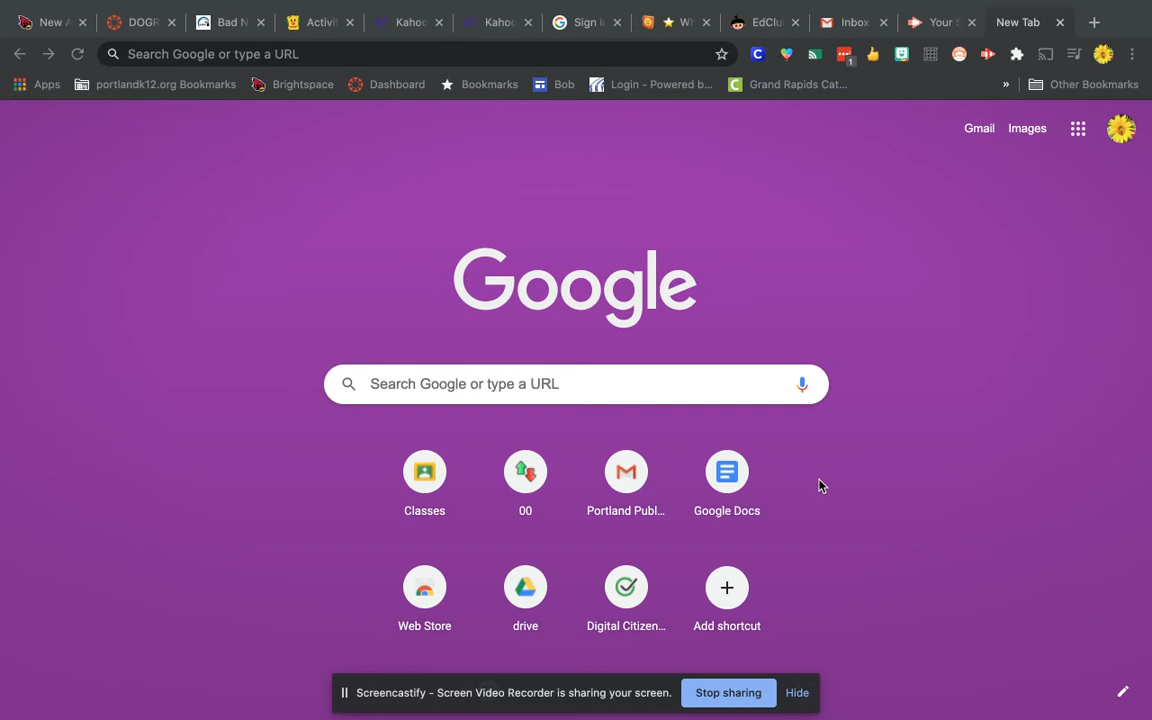 New A
DOGR
Bad N
Activi
Kahoo
Kahoo
Sign i
Wh
EdClu
Inbox
Your S
New Tab
Search Google or type a URL
1
Apps
portlandk12.org Bookmarks
Brightspace
Dashboard
Bookmarks
Bob
Login - Powered b...
Grand Rapids Cat...
»
Other Bookmarks
Gmail
Images
Google
Search Google or type a URL
Classes
00
Portland Publ...
Google Docs
Web Store
drive
Digital Citizen...
Add shortcut
Screencastify - Screen Video Recorder is sharing your screen.
Stop sharing
Hide